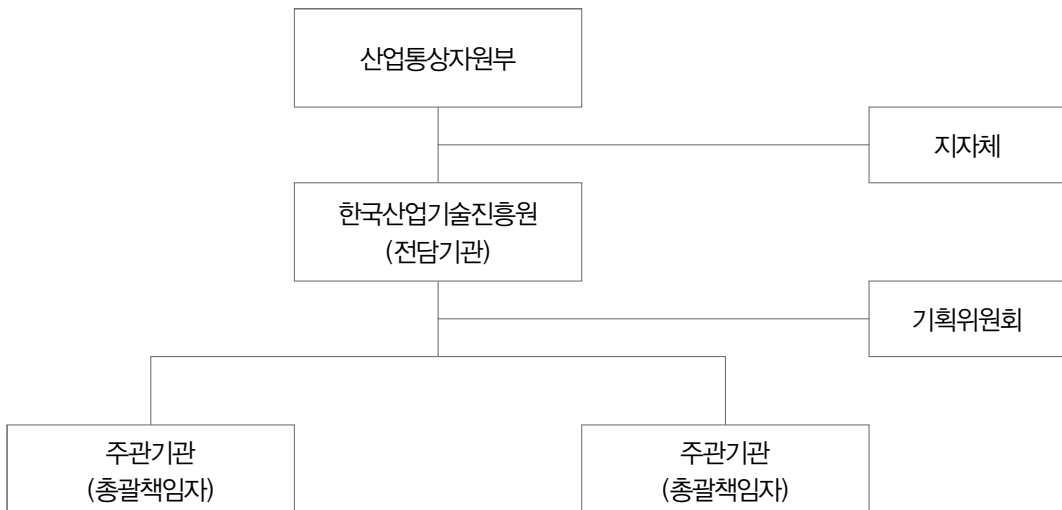 산업통상자원부
지자체
한국산업기술진흥원
(전담기관)
기획위원회
주관기관
(총괄책임자)
주관기관
(총괄책임자)